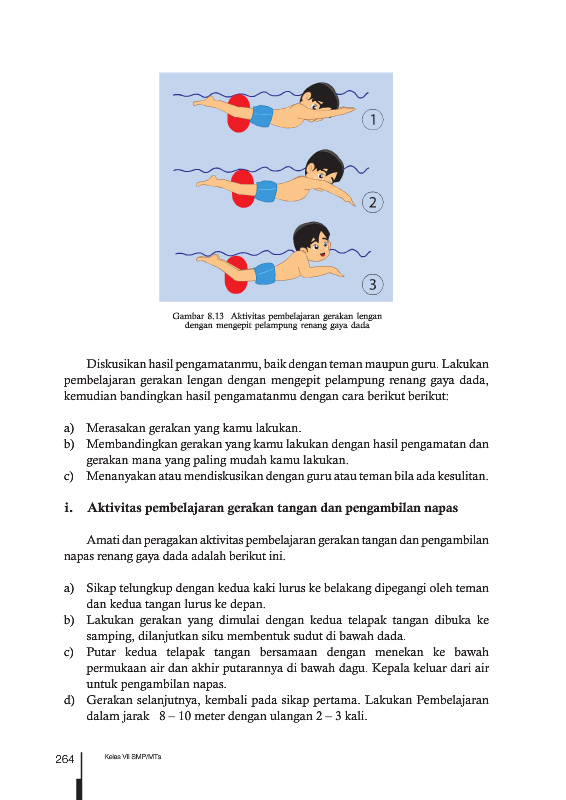 1
2
3
Gambar 8.13 Aktivitas pembelajaran gerakan lengan
dengan mengepit pelampung renang gaya dada
Diskusikan hasil pengamatanmu, baik dengan teman maupun guru. Lakukan
pembelajaran gerakan lengan dengan mengepit pelampung renang gaya dada,
kemudian bandingkan hasil pengamatanmu dengan cara berikut berikut:
a) Merasakan gerakan yang kamu lakukan.
b) Membandingkan gerakan yang kamu lakukan dengan hasil pengamatan dan
gerakan mana yang paling mudah kamu lakukan.
c) Menanyakan atau mendiskusikan dengan guru atau teman bila ada kesulitan.
i. Aktivitas pembelajaran gerakan tangan dan pengambilan napas
Amati dan peragakan aktivitas pembelajaran gerakan tangan dan pengambilan
napas renang gaya dada adalah berikut ini.
a) Sikap telungkup dengan kedua kaki lurus ke belakang dipegangi oleh teman
dan kedua tangan lurus ke depan.
b) Lakukan gerakan yang dimulai dengan kedua telapak tangan dibuka ke
samping, dilanjutkan siku membentuk sudut di bawah dada.
c) Putar kedua telapak tangan bersamaan dengan menekan ke bawah
permukaan air dan akhir putarannya di bawah dagu. Kepala keluar dari air
untuk pengambilan napas.
d) Gerakan selanjutnya, kembali pada sikap pertama. Lakukan Pembelajaran
dalam jarak 8 – 10 meter dengan ulangan 2 – 3 kali.
264 Kelas VII SMP/MTs